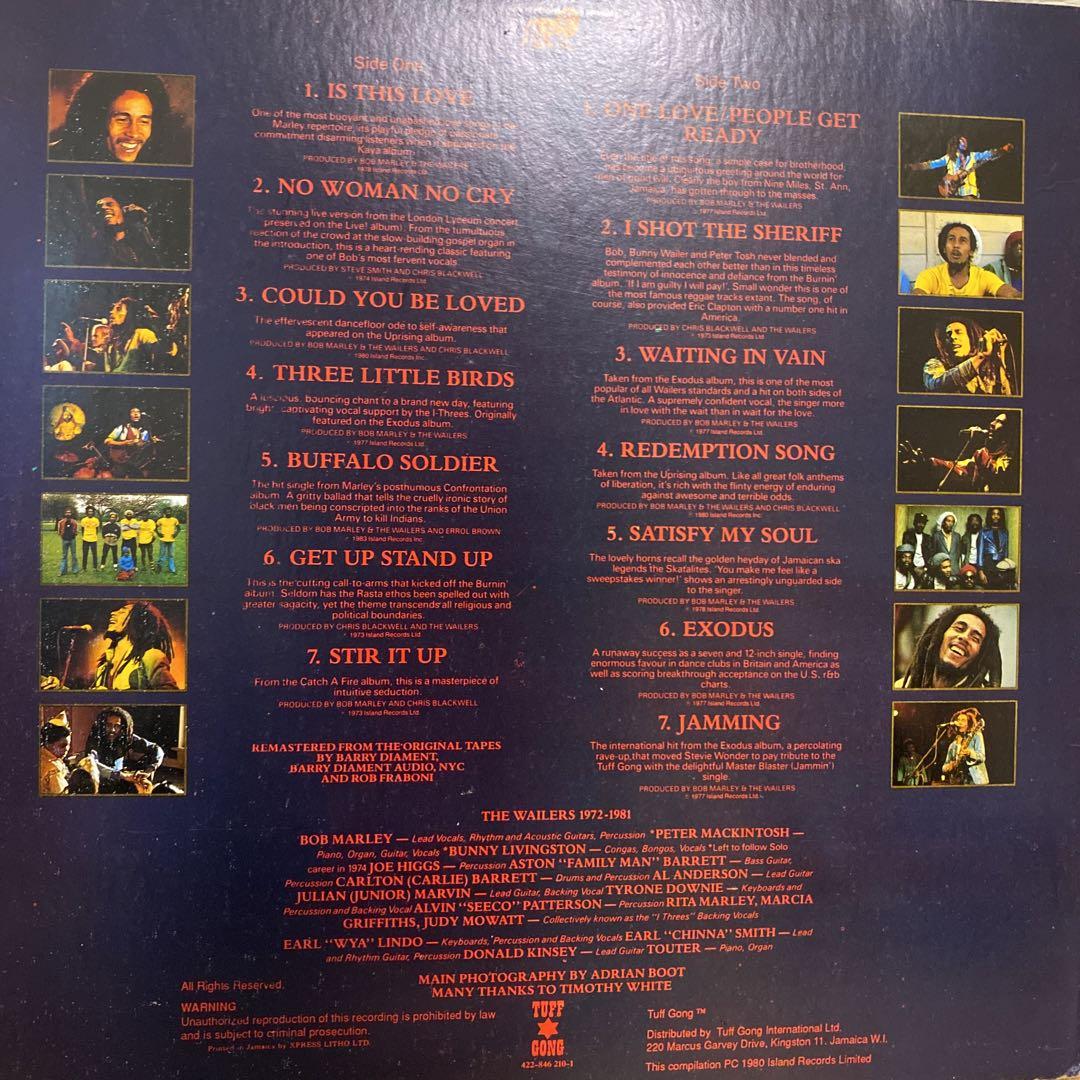 Side One
1. IS THIS LOVE
One of the most buoyant and unabashed love songs in the
Marley repertoire, its playful pledge of passionate
commitment disarming listeners when it appeared on the
Kaya album.
PRODUCED BY BOB MARLEY & THE WAILERS
1978 Island Records Ltd.
2. NO WOMAN NO CRY
The stunning live version from the London Lyceum concert
preserved on the Live! album). From the tumultuous
reaction of the crowd at the slow-building gospel organ in
the introduction, this is a heart-rending classic featuring
one of Bob's most fervent vocals.
PRODUCED BY STEVE SMITH AND CHRIS BLACKWELL
1974 Island Records Ltd.
3. COULD YOU BE LOVED
The effervescent dancefloor ode to self-awareness that
appeared on the Uprising album.
PRODUCED BY BOB MARLEY & THE WAILERS AND CHRIS BLACKWELL
1980 Island Records Inc.
4. THREE LITTLE BIRDS
A luscious, bouncing chant to a brand new day, featuring
bright, captivating vocal support by the I-Threes. Originally
featured on the Exodus album.
PRODUCED BY BOB MARLEY & THE WAILERS
1977 Island Records Ltd.
5. BUFFALO SOLDIER
The hit single from Marley's posthumous Confrontation
album. A gritty ballad that tells the cruelly ironic story of
black men being conscripted into the ranks of the Union
Army to kill Indians.
PRODUCED BY BOB MARLEY & THE WAILERS AND ERROL BROWN
1983 Island Records Inc.
6. GET UP STAND UP
This is the cutting call-to-arms that kicked off the Burnin'
album. Seldom has the Rasta ethos been spelled out with
greater sagacity, yet the theme transcends all religious and
political boundaries.
PRODUCED BY CHRIS BLACKWELL AND THE WAILERS
1973 Island Records Ltd.
7. STIR IT UP
From the Catch A Fire album, this is a masterpiece of
intuitive seduction.
PRODUCED BY BOB MARLEY AND CHRIS BLACKWELL
1973 Island Records Ltd.
REMASTERED FROM THE ORIGINAL TAPES
BY BARRY DIAMENT,
BARRY DIAMENT AUDIO, NYC
AND ROB FRABONI
Side Two
1. ONE LOVE/PEOPLE GET
READY
Even the title of this song, a simple case for brotherhood,
has become a ubiquitous greeting around the world for
men of good will. Clearly the boy from Nine Miles, St. Ann,
Jamaica, has gotten through to the masses.
PRODUCED BY BOB MARLEY & THE WAILERS
1977 Island Records Ltd.
2. I SHOT THE SHERIFF
Bob, Bunny Wailer and Peter Tosh never blended and
complemented each other better than in this timeless
testimony of innocence and defiance from the Burnin'
album. 'If I am guilty I will pay!'. Small wonder this is one of
the most famous reggae tracks extant. The song, of
course, also provided Eric Clapton with a number one hit in
America.
PRODUCED BY CHRIS BLACKWELL AND THE WAILERS
1973 Island Records Ltd.
3. WAITING IN VAIN
Taken from the Exodus album, this is one of the most
popular of all Wailers standards and a hit on both sides of
the Atlantic. A supremely confident vocal, the singer more
in love with the wait than in wait for the love.
PRODUCED BY BOB MARLEY & THE WAILERS
1977 Island Records Ltd.
4. REDEMPTION SONG
Taken from the Uprising album. Like all great folk anthems
of liberation, it's rich with the flinty energy of enduring
against awesome and terrible odds.
PRODUCED BY BOB MARLEY & THE WAILERS AND CHRIS BLACKWELL
1980 Island Records Inc.
5. SATISFY MY SOUL
The lovely horns recall the golden heyday of Jamaican ska
legends the Skatalites. 'You make me feel like a
sweepstakes winner!' shows an arrestingly unguarded side
to the singer.
PRODUCED BY BOB MARLEY & THE WAILERS
1978 Island Records Ltd.
6. EXODUS
A runaway success as a seven and 12-inch single, finding
enormous favour in dance clubs in Britain and America as
well as scoring breakthrough acceptance on the U.S. r&b
charts.
PRODUCED BY BOB MARLEY & THE WAILERS
1977 Island Records Ltd.
7. JAMMING
The international hit from the Exodus album, a percolating
rave-up, that moved Stevie Wonder to pay tribute to the
Tuff Gong with the delightful Master Blaster (Jammin')
single.
PRODUCED BY BOB MARLEY & THE WAILERS
1977 Island Records Ltd.
THE WAILERS 1972-1981
BOB MARLEY — Lead Vocals, Rhythm and Acoustic Guitars, Percussion *PETER MACKINTOSH —
Piano, Organ, Guitar, Vocals *BUNNY LIVINGSTON — Congas, Bongos, Vocals *Left to follow Solo
career in 1974 JOE HIGGS — Percussion ASTON "FAMILY MAN" BARRETT — Bass Guitar,
Percussion CARLTON (CARLIE) BARRETT — Drums and Percussion AL ANDERSON — Lead Guitar
JULIAN (JUNIOR) MARVIN — Lead Guitar, Backing Vocal TYRONE DOWNIE — Keyboards and
Percussion and Backing Vocal ALVIN "SEECO" PATTERSON — Percussion RITA MARLEY, MARCIA
GRIFFITHS, JUDY MOWATT — Collectively known as the "I Threes" Backing Vocals
EARL "WYA" LINDO — Keyboards, Percussion and Backing Vocals EARL "CHINNA" SMITH — Lead
and Rhythm Guitar, Percussion DONALD KINSEY — Lead Guitar TOUTER — Piano, Organ
MAIN PHOTOGRAPHY BY ADRIAN BOOT
MANY THANKS TO TIMOTHY WHITE
All Rights Reserved.
WARNING
Unauthorized reproduction of this recording is prohibited by law
and is subject to criminal prosecution.
Printed in Jamaica by XPRESS LITHO LTD.
TUFF
GONG
422-846 210-1
Tuff Gong™
Distributed by Tuff Gong International Ltd.
220 Marcus Garvey Drive, Kingston 11. Jamaica W.I.
This compilation PC 1980 Island Records Limited